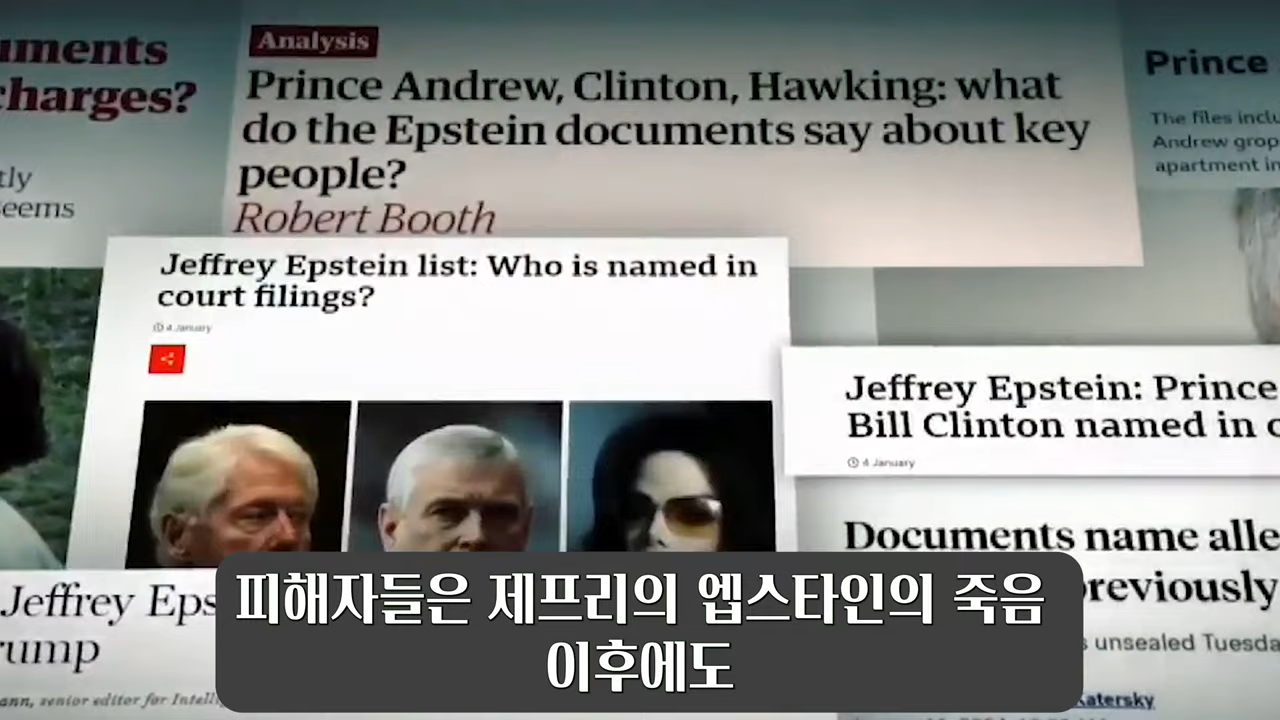 uments
charges?
tly
seems
Analysis
Prince Andrew, Clinton, Hawking: what
do the Epstein documents say about key
people?
Robert Booth
Prince
The files inclu
Andrew grop
apartment in
Jeffrey Epstein list: Who is named in
court filings?
4 January
Jeffrey Epstein: Prince
Bill Clinton named in c
4 January
Documents name alle
previously
s unsealed Tuesda
Katersky
Jeffrey Eps
rump
ann, senior editor for Intelli
피해자들은 제프리의 엡스타인의 죽음
이후에도